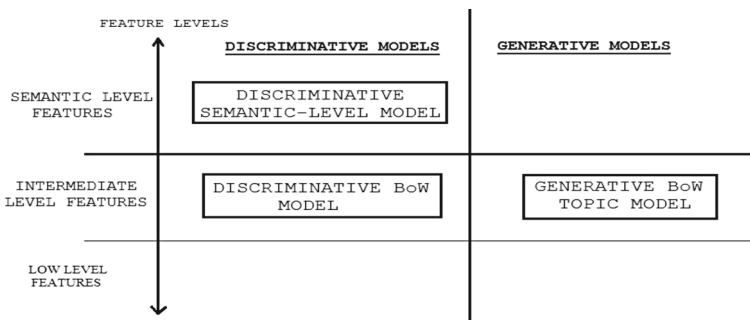 FEATURE LEVELS
DISCRIMINATIVE MODELS
GENERATIVE MODELS
SEMANTIC LEVEL
FEATURES
DISCRIMINATIVE
SEMANTIC-LEVEL MODEL
INTERMEDIATE
LEVEL FEATURES
DISCRIMINATIVE BoW
MODEL
GENERATIVE BoW
TOPIC MODEL
LOW LEVEL
FEATURES